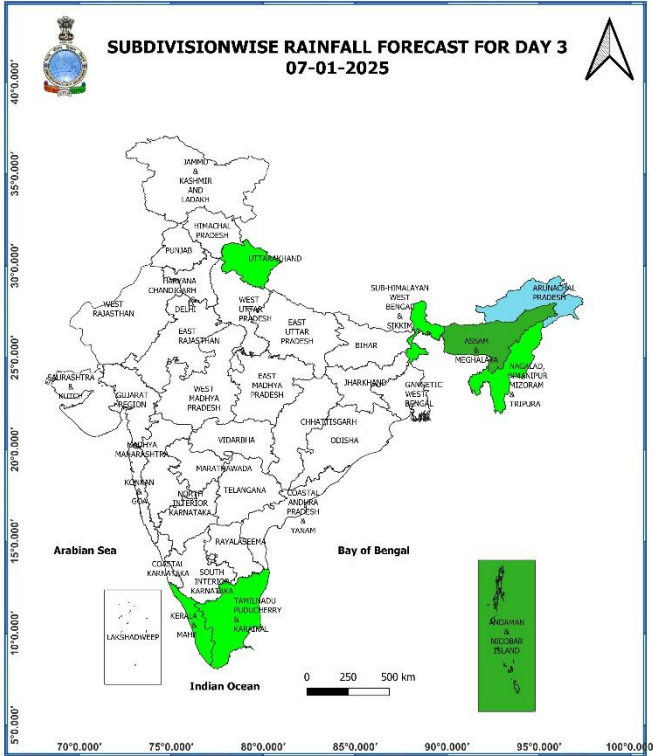 SUBDIVISIONWISE RAINFALL FORECAST FOR DAY 3
07-01-2025
40°0.000'
35°0.000'
30°0.000'
25°0.000'
20°0.000'
15°0.000'
10°0.000'
5°0.000'
JAMMU
&
KASHMIR
AND
LADAKH
HIMACHAL
PRADESH
PUNJAB
UTTARAKHAND
HARYANA
CHANDIGARH
&
DELHI
WEST
UTTAR
PRADESH
WEST
RAJASTHAN
EAST
RAJASTHAN
EAST
UTTAR
PRADESH
SUB-HIMALAYAN
WEST
BENGAL
&
SIKKIM
ARUNACHAL
PRADESH
ASSAM
&
MEGHALAYA
NAGALAD,
MANIPUR
MIZORAM
&
TRIPURA
BIHAR
SAURASHTRA
&
KUTCH
GUJARAT
REGION
WEST
MADHYA
PRADESH
EAST
MADHYA
PRADESH
JHARKHAND
GANGETIC
WEST
BENGAL
CHHATTISGARH
ODISHA
VIDARBHA
MADHYA
MAHARASHTRA
MARATHAWADA
KONKAN
&
GOA
NORTH
INTERIOR
KARNATAKA
TELANGANA
COASTAL
ANDHRA
PRADESH
&
YANAM
RAYALASEEMA
Arabian Sea
Bay of Bengal
COASTAL
KARNATAKA
SOUTH
INTERIOR
KARNATAKA
TAMILNADU
PUDUCHERRY
&
KARAIKAL
KERALA
&
MAHE
LAKSHADWEEP
ANDAMAN
&
NICOBAR
ISLAND
Indian Ocean
0 250 500 km
70°0.000' 75°0.000' 80°0.000' 85°0.000' 90°0.000' 95°0.000' 100°0.000'